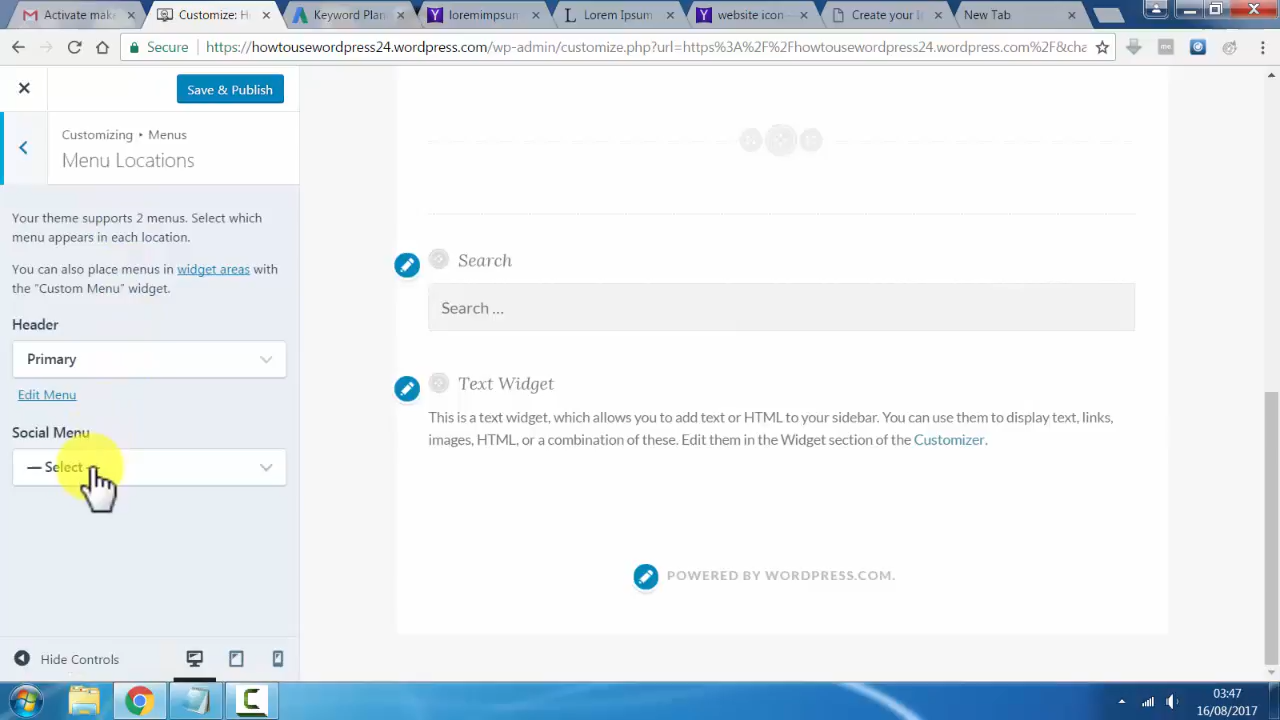 Activate ma
Customize: H
Keyword Plan
loremipsum
Lorem Ipsum
website icon
Create your
New Tab
Secure
https://howtousewordpress24.wordpress.com/wp-admin/customize.php?url=https%3A%2F%2Fhowtousewordpress24.wordpress.com%2F&cha
Save & Publish
Customizing • Menus
Menu Locations
Your theme supports 2 menus. Select which
menu appears in each location.
You can also place menus in widget areas with
the “Custom Menu” widget.
Header
Primary
Edit Menu
Social Menu
— Select —
Hide Controls
Search
Search …
Text Widget
This is a text widget, which allows you to add text or HTML to your sidebar. You can use them to display text, links,
images, HTML, or a combination of these. Edit them in the Widget section of the Customizer.
POWERED BY WORDPRESS.COM.
03:47
16/08/2017